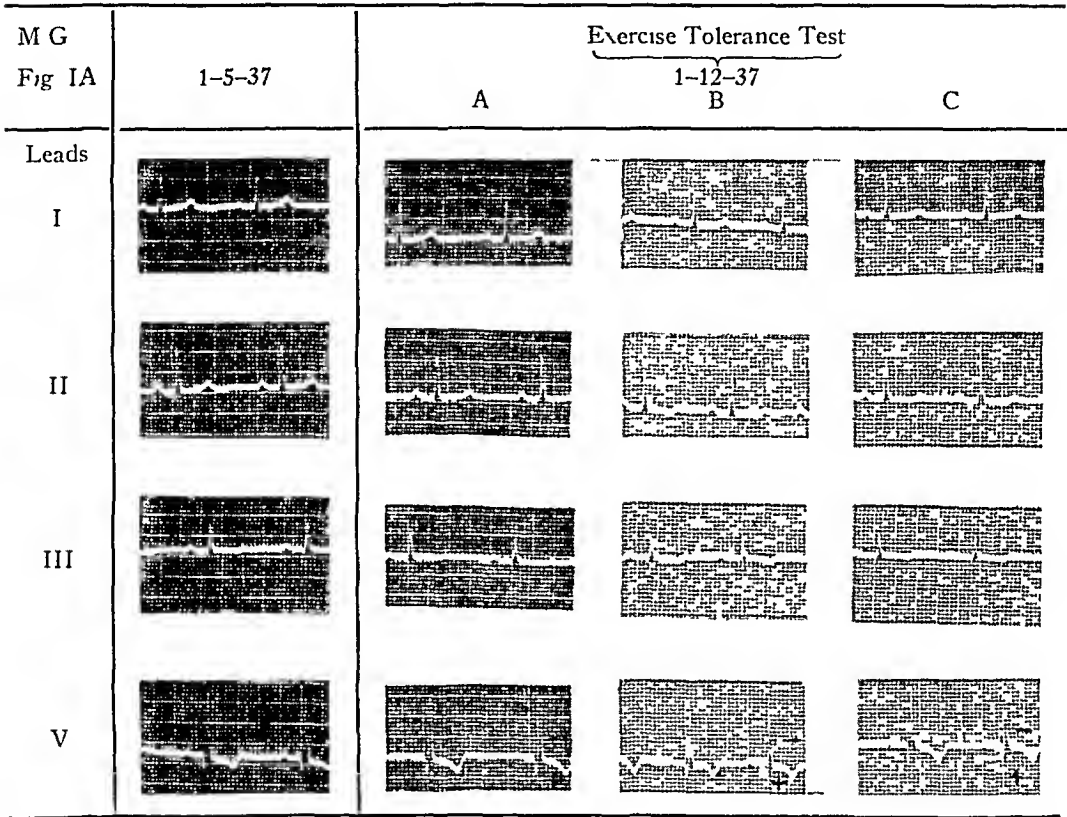 M G
Exercise Tolerance Test
Fig IA
1-5-37
1-12-37
A
B
C
Leads
I
II
III
V